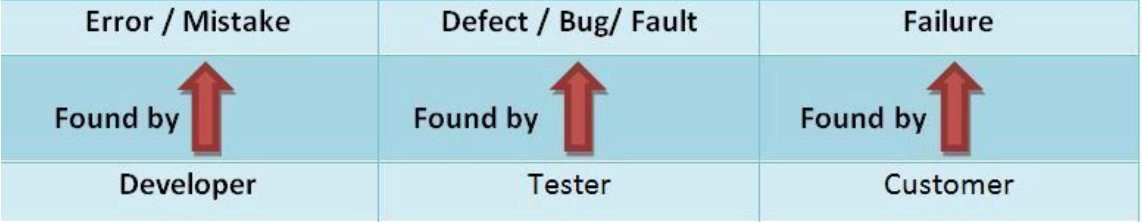 Error / Mistake Defect / Bug/ Fault Failure
Found by Found by Found by
Developer Tester Customer